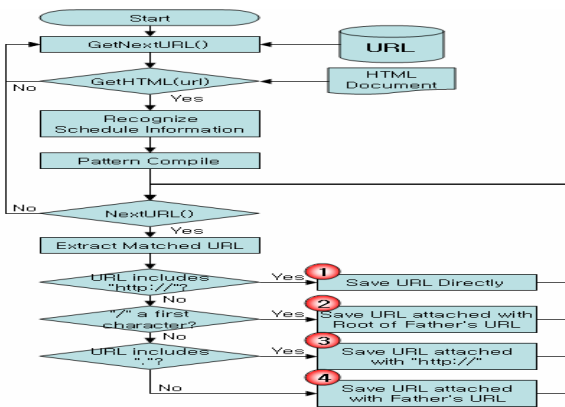 Start
GetNextURL()
URL
GetHTML(url)
HTML
Document
No
Yes
Recognize
Schedule Information
Pattern Compile
No
NextURL()
Yes
Extract Matched URL
URL includes
"http://"?
Yes
1
Save URL Directly
No
"/" a first
character?
Yes
2
Save URL attached with
Root of Father's URL
No
URL includes
"."?
Yes
3
Save URL attached
with "http://"
No
4
Save URL attached
with Father's URL